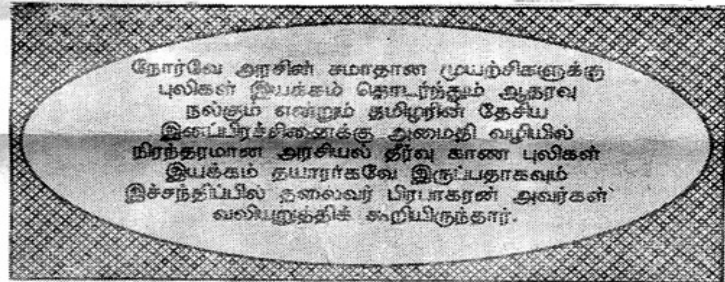 நோர்வே அரசின் சமாதான முயற்சிகளுக்கு
புலிகள் இயக்கம் தொடர்ந்தும் ஆதரவு
நல்கும் என்றும் தமிழரின் தேசிய
இனப்பிரச்சினைக்கு அமைதி வழியில்
நிரந்தரமான அரசியல் தீர்வு காண புலிகள்
இயக்கம் தயாராகவே இருப்பதாகவும்
இச்சந்திப்பில் தலைவர் பிரபாகரன் அவர்கள்
வலியுறுத்திக் கூறியிருந்தார்.